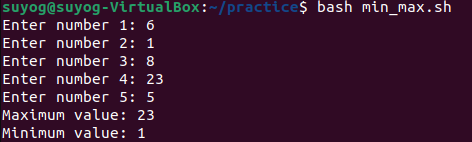 suyog@suyog-VirtualBox:~/practice$ bash min_max.sh
Enter number 1: 6
Enter number 2: 1
Enter number 3: 8
Enter number 4: 23
Enter number 5: 5
Maximum value: 23
Minimum value: 1